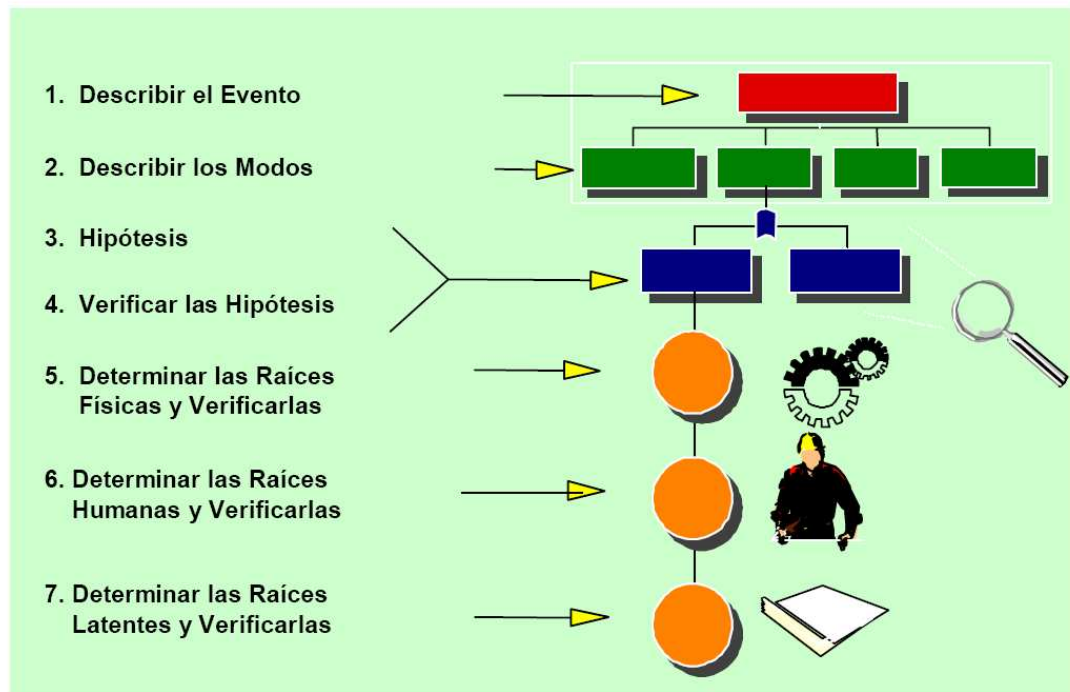 1. Describir el Evento
2. Describir los Modos
3. Hipótesis
4. Verificar las Hipótesis
5. Determinar las Raíces
Físicas y Verificarlas
6. Determinar las Raíces
Humanas y Verificarlas
7. Determinar las Raíces
Latentes y Verificarlas